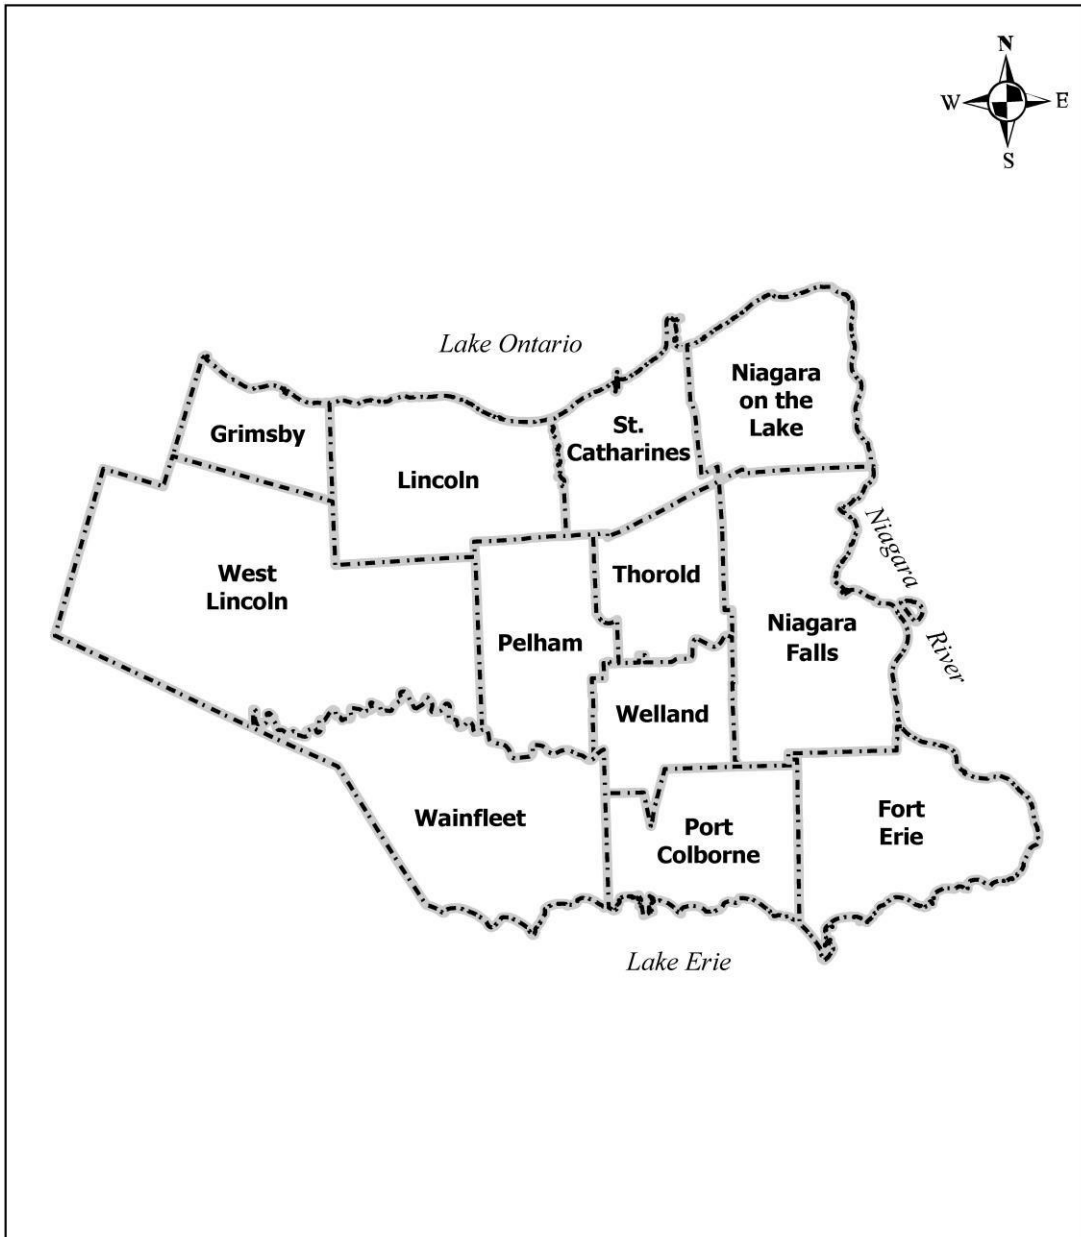 N
W E
S
Lake Ontario
Niagara
on the
Lake
Grimsby
St.
Catharines
Lincoln
Niagara
River
West
Lincoln
Thorold
Pelham
Niagara
Falls
Welland
Wainfleet
Port
Colborne
Fort
Erie
Lake Erie